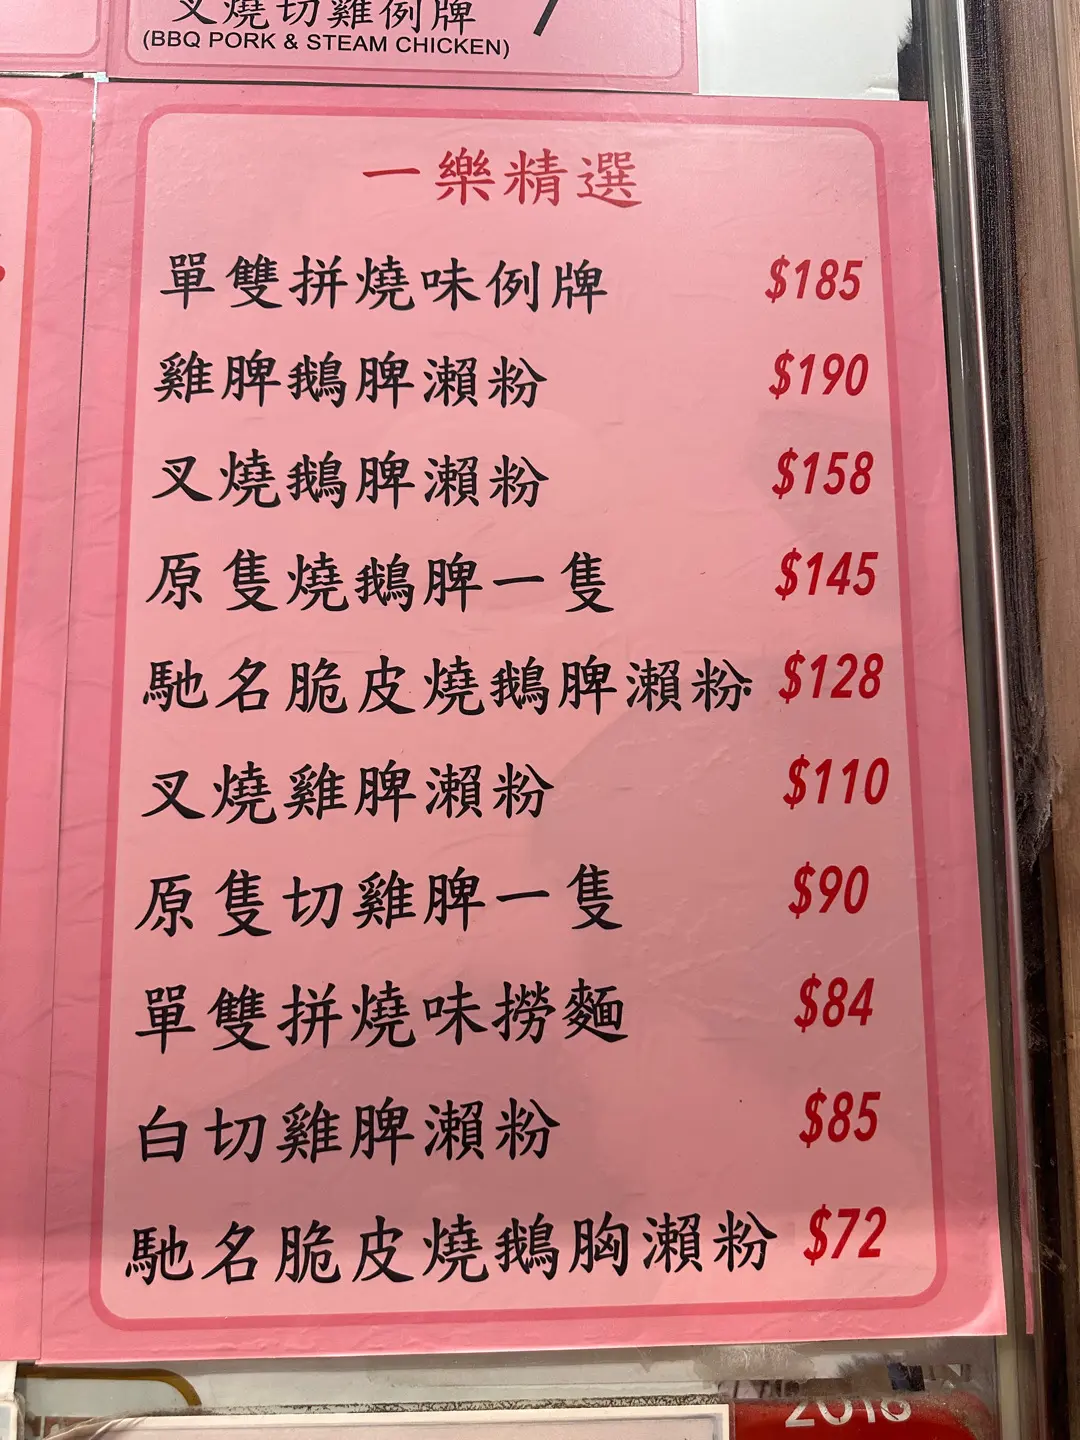 叉燒切雞例牌
(BBQ PORK & STEAM CHICKEN)
一樂精選
單雙拼燒味例牌 $185
雞脾鵝脾瀨粉 $190
叉燒鵝脾瀨粉 $158
原隻燒鵝脾一隻 $145
馳名脆皮燒鵝脾瀨粉 $128
叉燒雞脾瀨粉 $110
原隻切雞脾一隻 $90
單雙拼燒味撈麵 $84
白切雞脾瀨粉 $85
馳名脆皮燒鵝胸瀨粉 $72